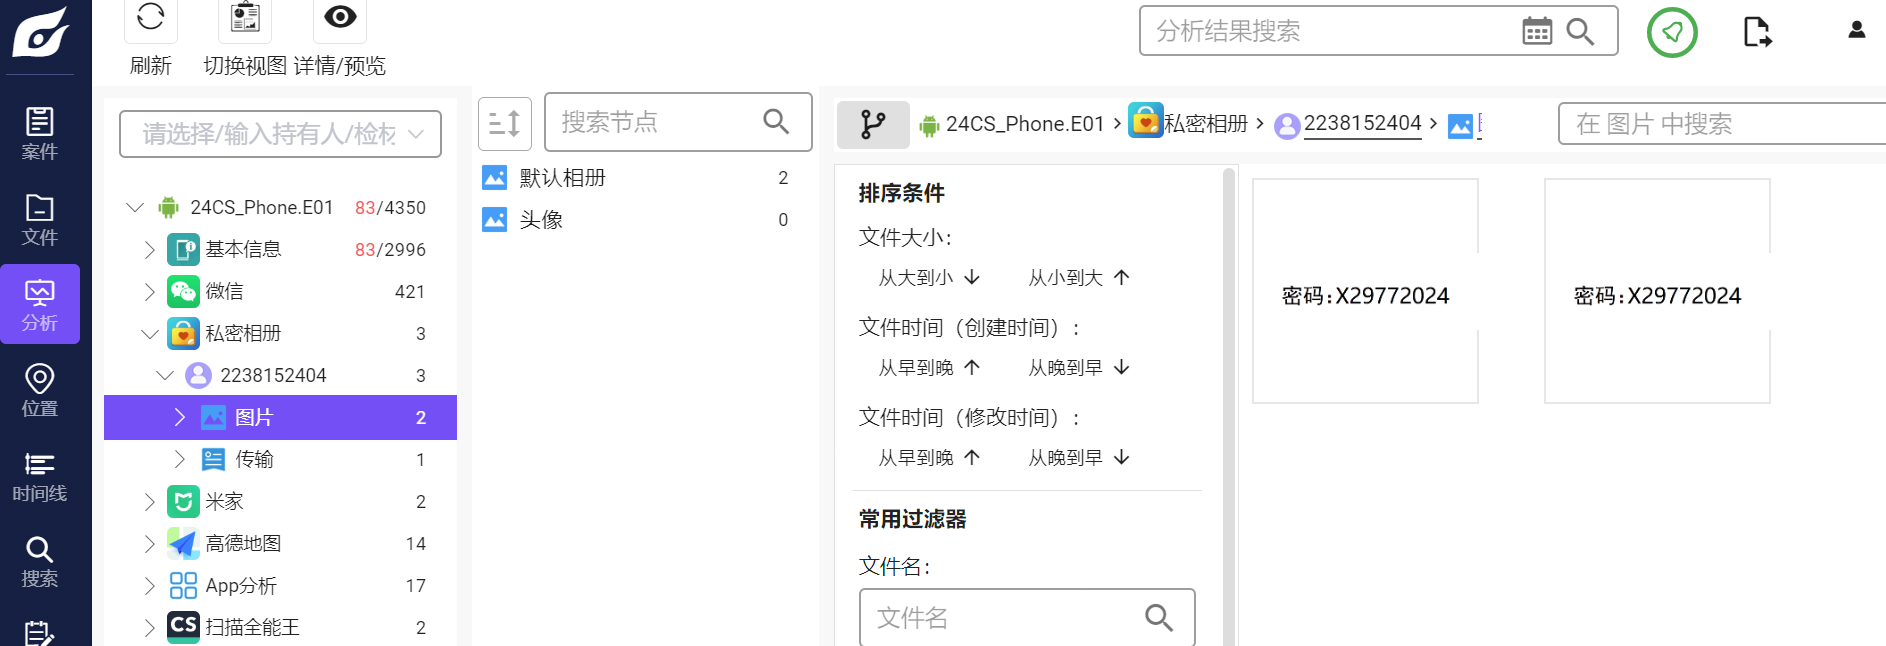 刷新
切换视图
详情/预览
分析结果搜索
案件
文件
分析
位置
时间线
搜索
请选择/输入持有人/检材
24CS_Phone.E01 83/4350
基本信息 83/2996
微信 421
私密相册 3
2238152404 3
图片 2
传输 1
米家 2
高德地图 14
App分析 17
CS 扫描全能王 2
搜索节点
默认相册 2
头像 0
24CS_Phone.E01 › 私密相册 › 2238152404 ›
在 图片 中搜索
排序条件
文件大小：
从大到小 ↓ 从小到大 ↑
文件时间（创建时间）：
从早到晚 ↑ 从晚到早 ↓
文件时间（修改时间）：
从早到晚 ↑ 从晚到早 ↓
常用过滤器
文件名：
文件名
密码:X29772024
密码:X29772024